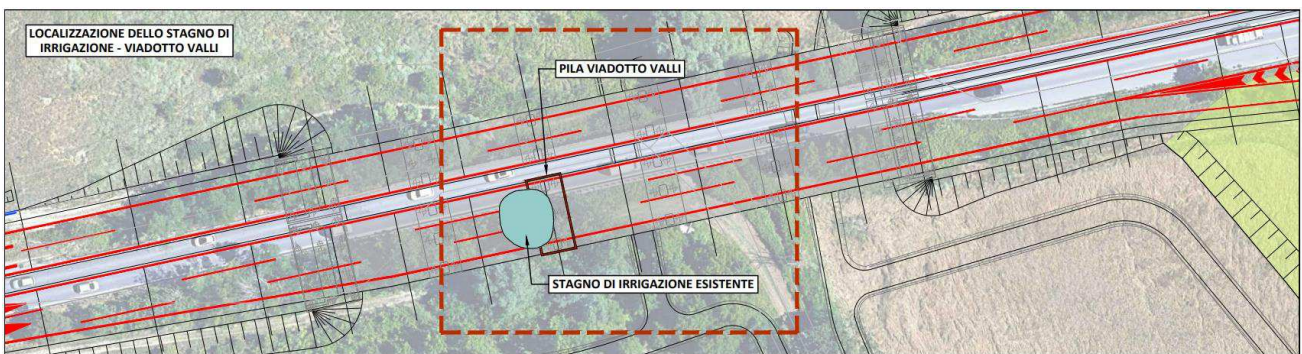 LOCALIZZAZIONE DELLO STAGNO DI
IRRIGAZIONE - VIADOTTO VALLI
PILA VIADOTTO VALLI
STAGNO DI IRRIGAZIONE ESISTENTE